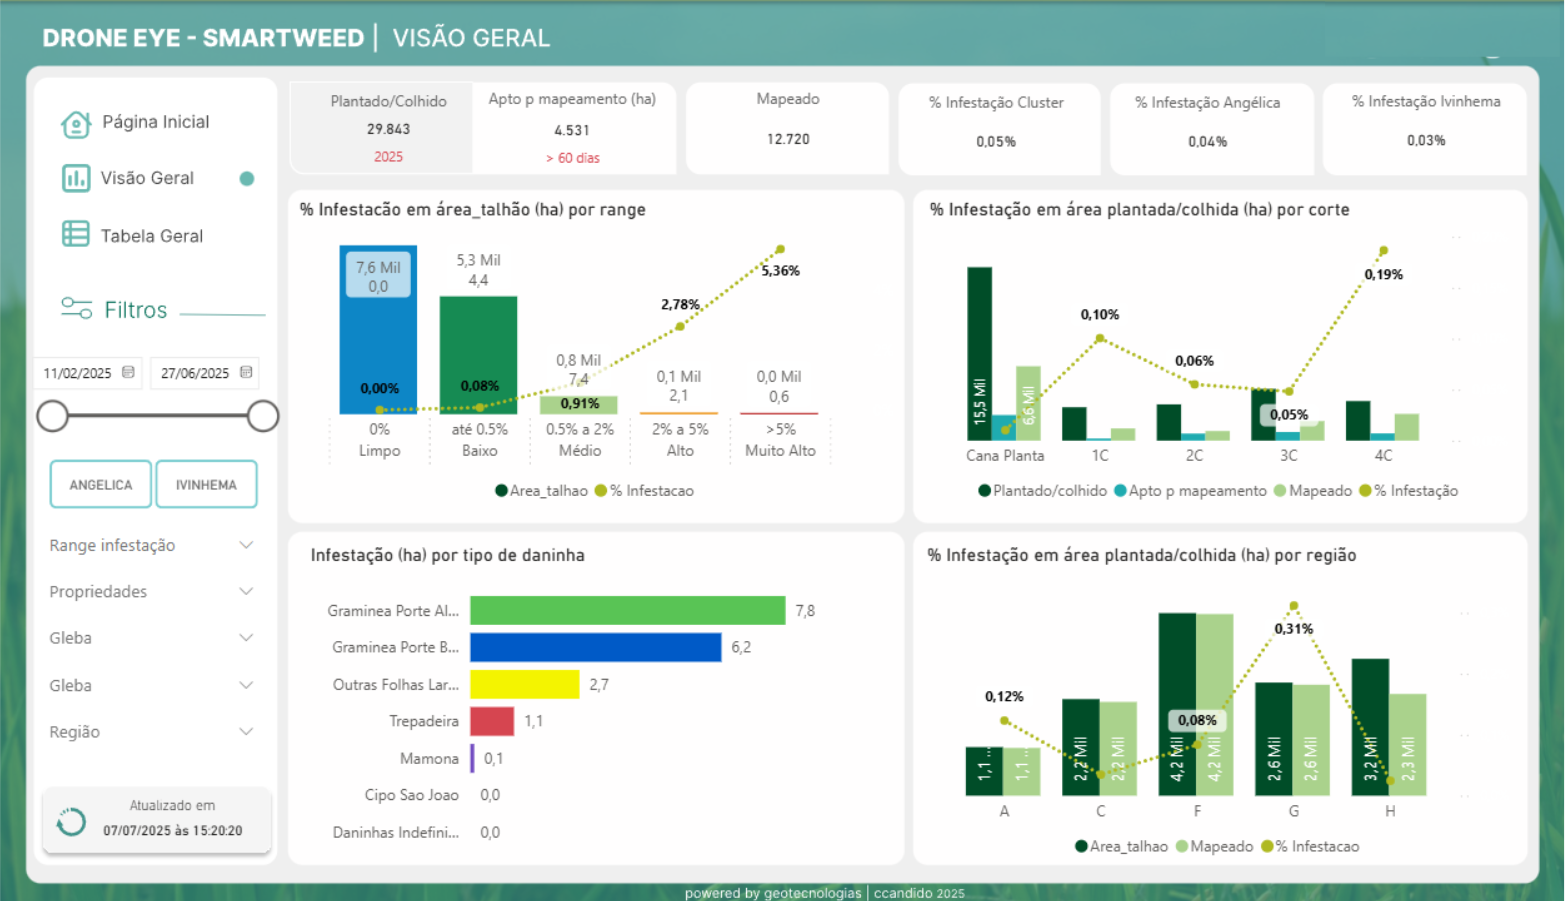 DRONE EYE - SMARTWEED | VISÃO GERAL
Página Inicial
Visão Geral
Tabela Geral
Filtros
11/02/2025
27/06/2025
ANGELICA
IVINHEMA
Range infestação
Propriedades
Gleba
Gleba
Região
Atualizado em
07/07/2025 às 15:20:20
Plantado/Colhido
29.843
2025
Apto p mapeamento (ha)
4.531
> 60 dias
Mapeado
12.720
% Infestação Cluster
0,05%
% Infestação Angélica
0,04%
% Infestação Ivinhema
0,03%
% Infestacão em área_talhão (ha) por range
7,6 Mil
0,0
5,3 Mil
4,4
0,8 Mil
7,4
0,1 Mil
2,1
0,0 Mil
0,6
0,00%
0,08%
0,91%
2,78%
5,36%
0%
Limpo
até 0.5%
Baixo
0.5% a 2%
Médio
2% a 5%
Alto
>5%
Muito Alto
Area_talhao
% Infestacao
% Infestação em área plantada/colhida (ha) por corte
15,5 Mil
6,6 Mil
0,10%
0,06%
0,05%
0,19%
Cana Planta
1C
2C
3C
4C
Plantado/colhido
Apto p mapeamento
Mapeado
% Infestação
Infestação (ha) por tipo de daninha
Graminea Porte Al... 7,8
Graminea Porte B... 6,2
Outras Folhas Lar... 2,7
Trepadeira 1,1
Mamona 0,1
Cipo Sao Joao 0,0
Daninhas Indefini... 0,0
% Infestação em área plantada/colhida (ha) por região
0,12%
0,08%
0,31%
1,1 ...
1,1 ...
2,2 Mil
2,2 Mil
4,2 Mil
4,2 Mil
2,6 Mil
2,6 Mil
3,2 Mil
2,3 Mil
A
C
F
G
H
Area_talhao
Mapeado
% Infestacao
powered by geotecnologias | ccandido 2025